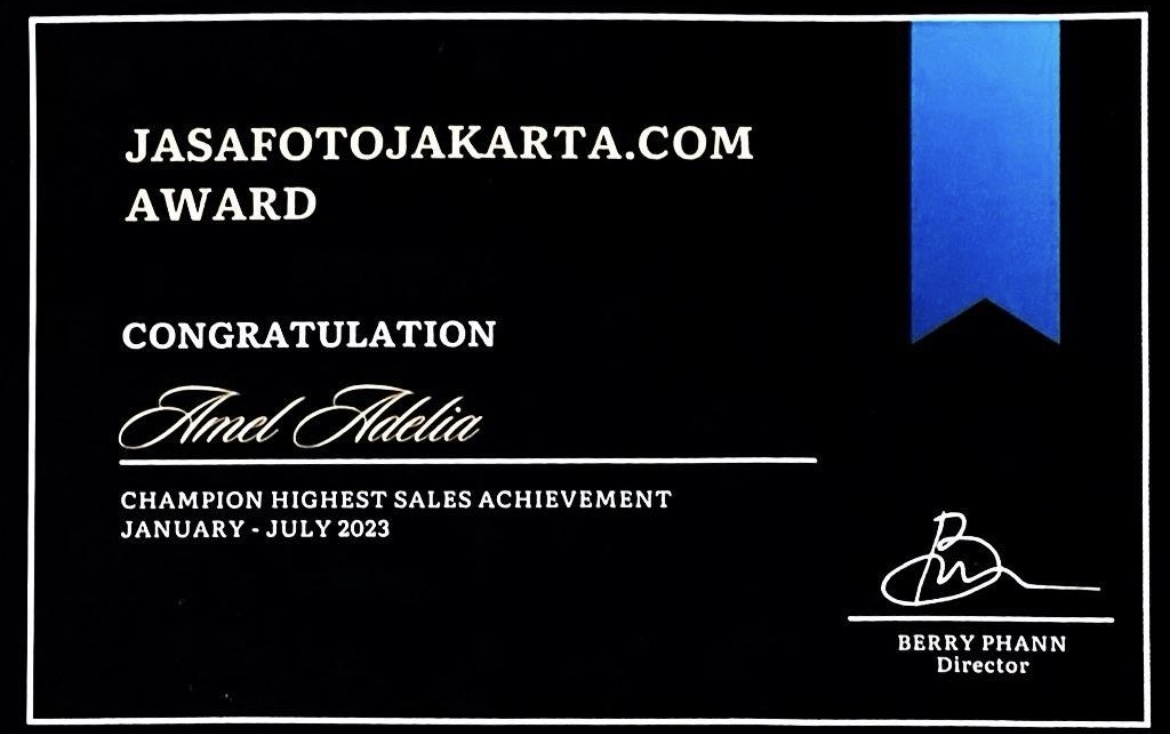 JASAFOTOJAKARTA.COM
AWARD
CONGRATULATION
Amel Adelia
CHAMPION HIGHEST SALES ACHIEVEMENT
JANUARY - JULY 2023
BERRY PHANN
Director